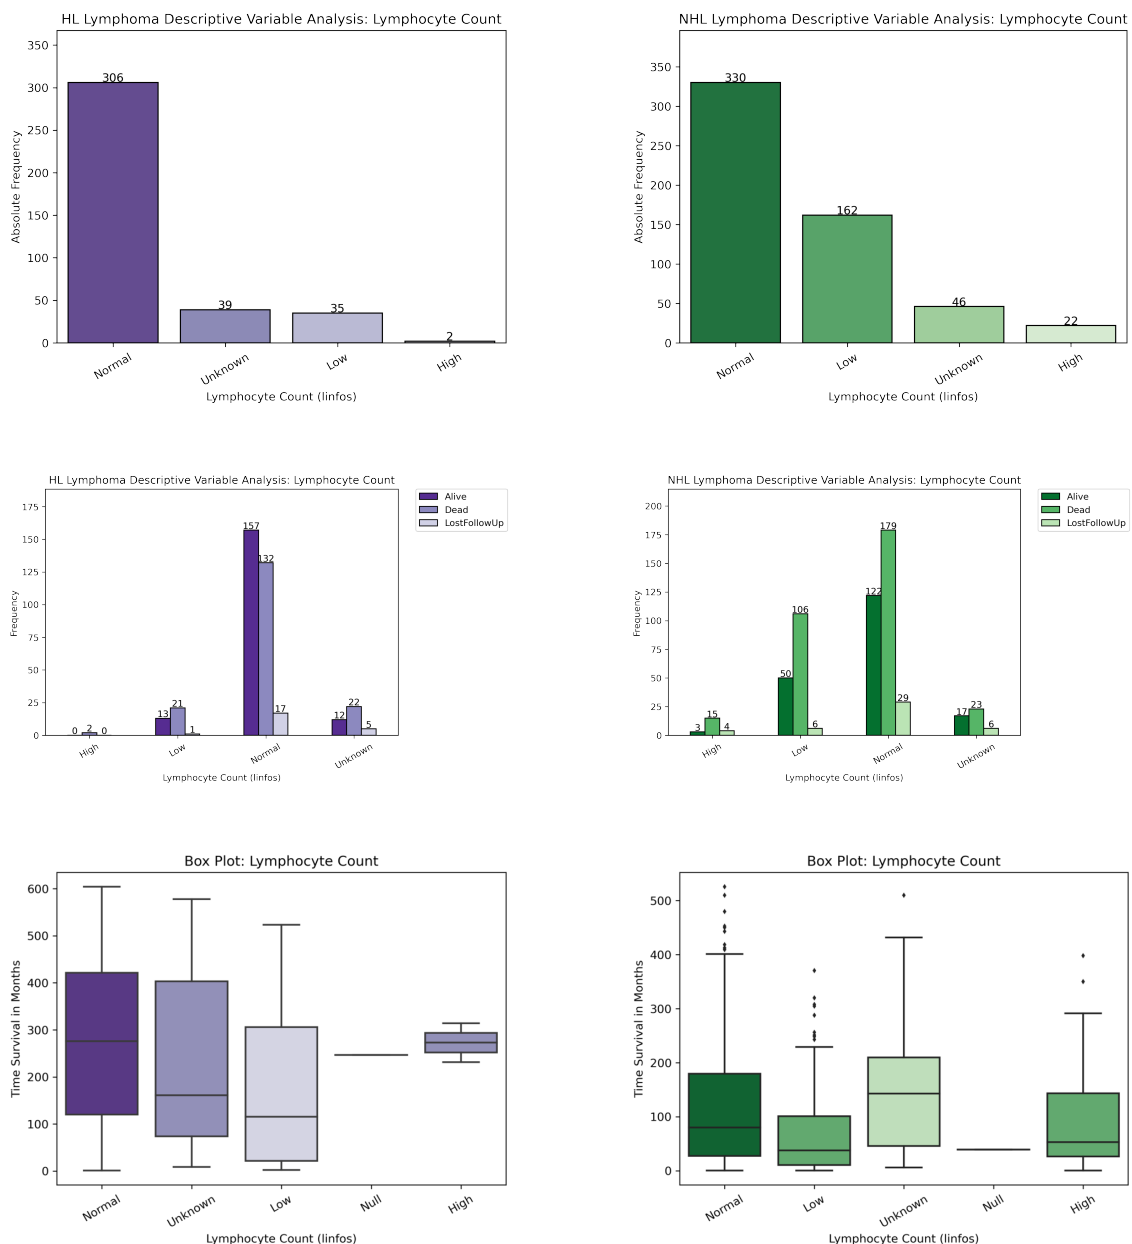 HL Lymphoma Descriptive Variable Analysis: Lymphocyte Count
350
300
250
200
150
100
50
0
Absolute Frequency
306
39
35
2
Normal
Unknown
Low
High
Lymphocyte Count (linfos)
NHL Lymphoma Descriptive Variable Analysis: Lymphocyte Count
350
300
250
200
150
100
50
0
Absolute Frequency
330
162
46
22
Normal
Low
Unknown
High
Lymphocyte Count (linfos)
HL Lymphoma Descriptive Variable Analysis: Lymphocyte Count
Alive
Dead
LostFollowUp
175
150
125
100
75
50
25
0
Frequency
0 2 0
13 21 1
157 132 17
12 22 5
High
Low
Normal
Unknown
Lymphocyte Count (linfos)
NHL Lymphoma Descriptive Variable Analysis: Lymphocyte Count
Alive
Dead
LostFollowUp
200
175
150
125
100
75
50
25
0
Frequency
3 15 4
50 106 6
122 179 29
17 23 6
High
Low
Normal
Unknown
Lymphocyte Count (linfos)
Box Plot: Lymphocyte Count
600
500
400
300
200
100
0
Time Survival in Months
Normal
Unknown
Low
Null
High
Lymphocyte Count (linfos)
Box Plot: Lymphocyte Count
500
400
300
200
100
0
Time Survival in Months
Normal
Low
Unknown
Null
High
Lymphocyte Count (linfos)